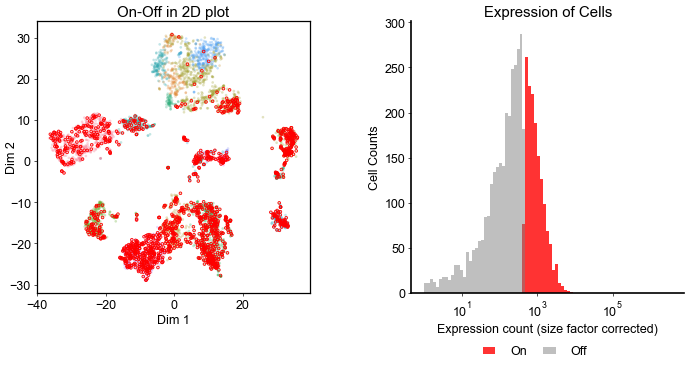 On-Off in 2D plot
Expression of Cells
Dim 2
30
20
10
0
−10
−20
−30
−40
−20
0
20
Dim 1
Cell Counts
300
250
200
150
100
50
0
10^1
10^3
10^5
Expression count (size factor corrected)
On
Off